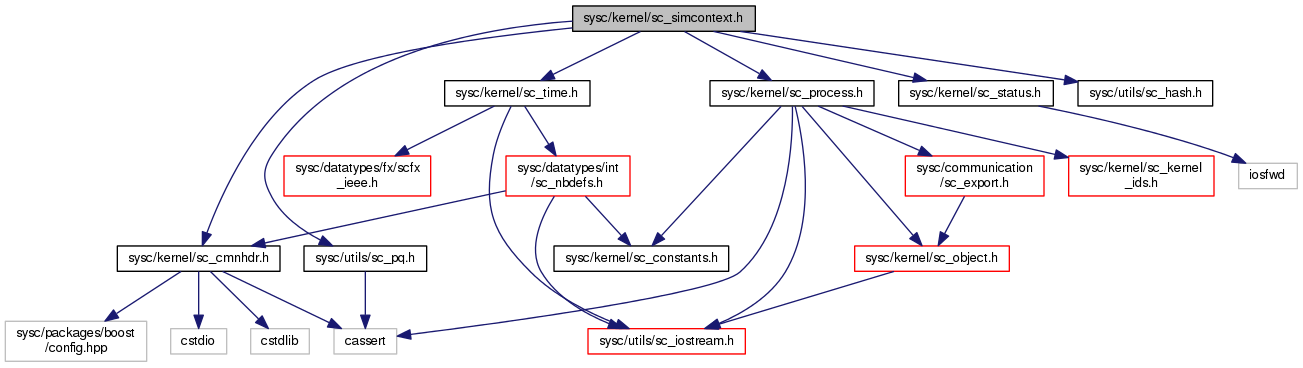 sysc/kernel/sc_simcontext.h
sysc/kernel/sc_time.h
sysc/kernel/sc_process.h
sysc/kernel/sc_status.h
sysc/utils/sc_hash.h
sysc/datatypes/fx/scfx
_ieee.h
sysc/datatypes/int
/sc_nbdefs.h
sysc/communication
/sc_export.h
sysc/kernel/sc_kernel
_ids.h
iosfwd
sysc/kernel/sc_cmnhdr.h
sysc/utils/sc_pq.h
sysc/kernel/sc_constants.h
sysc/kernel/sc_object.h
sysc/packages/boost
/config.hpp
cstdio
cstdlib
cassert
sysc/utils/sc_iostream.h